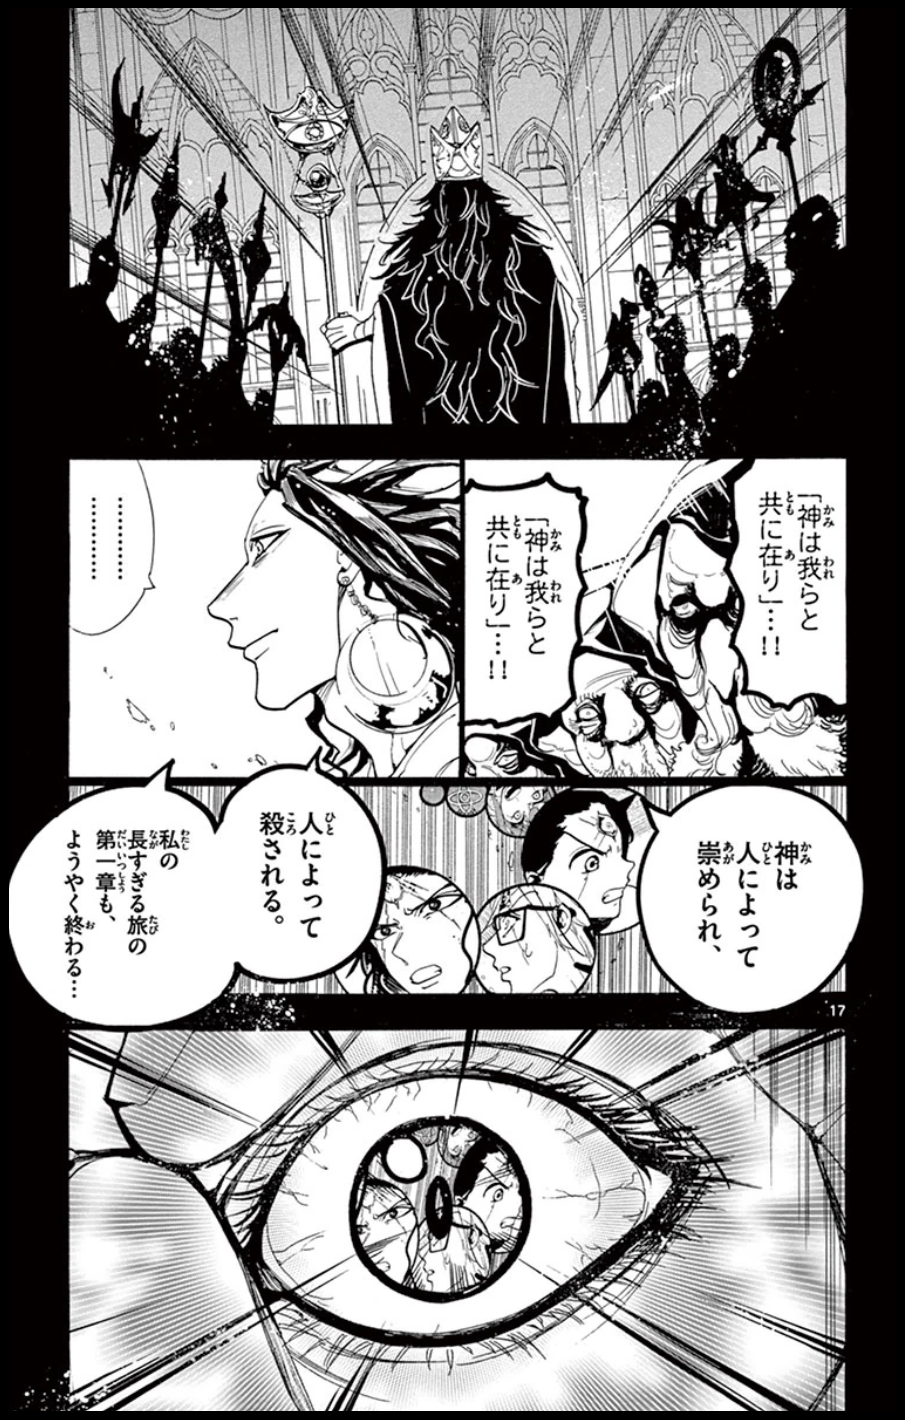 「神は我らと
共に在り」…!!
「神は我らと
共に在り」…!!
…………
…………
神は
人によって
崇められ、
人によって
殺される。
私の
長すぎる旅の
第一章も、
ようやく終わる…
17